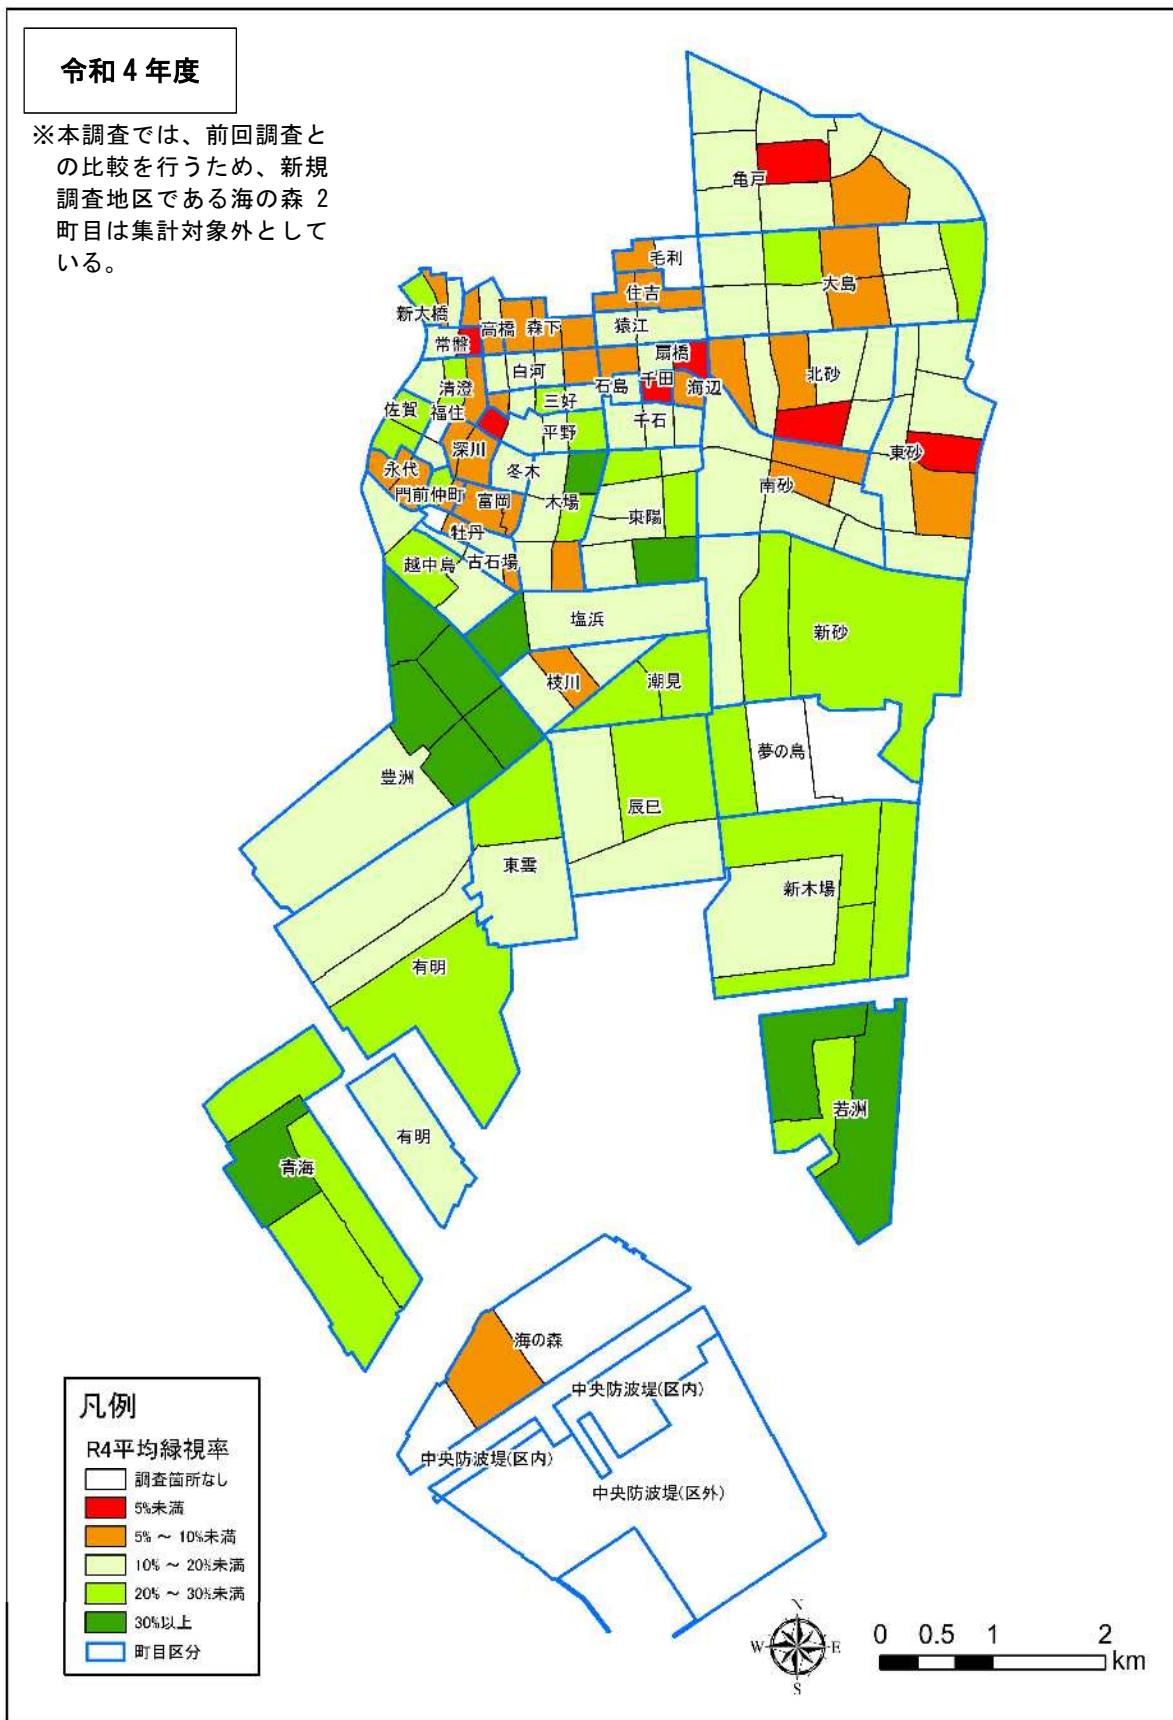 令和4年度
※本調査では、前回調査と
の比較を行うため、新規
調査地区である海の森 2
町目は集計対象外として
いる。
亀戸
毛利
住吉
大島
新大橋
高橋
森下
猿江
常盤
扇橋
白河
北砂
清澄
石島
千田
海辺
佐賀
福住
三好
平野
千石
深川
東砂
永代
冬木
門前仲町
富岡
木場
南砂
東陽
牡丹
越中島
古石場
塩浜
新砂
枝川
潮見
豊洲
夢の島
辰巳
東雲
新木場
有明
若洲
有明
青海
海の森
中央防波堤(区内)
中央防波堤(区内)
中央防波堤(区外)
凡例
R4平均緑視率
調査箇所なし
5%未満
5% ～ 10%未満
10% ～ 20%未満
20% ～ 30%未満
30%以上
町目区分
N
W
E
S
0 0.5 1 2
km